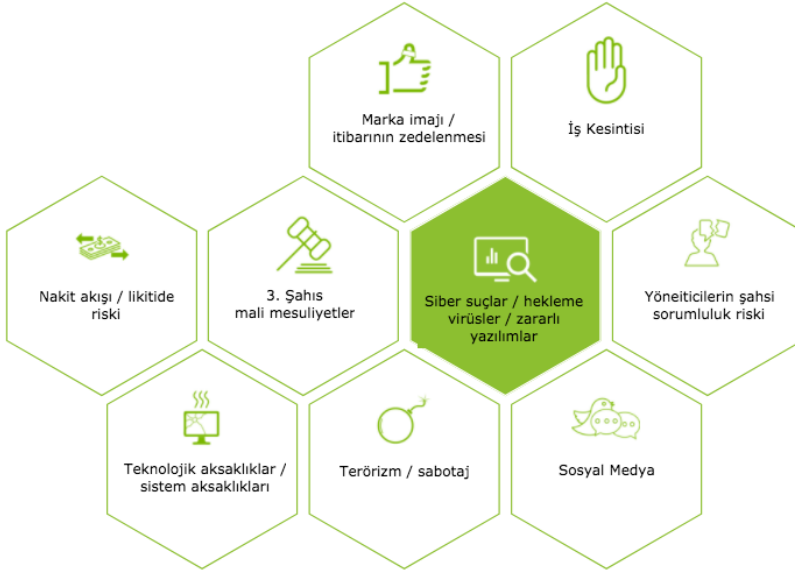 Marka imajı /
itibarının zedelenmesi
İş Kesintisi
Nakit akışı / likitide
riski
3. Şahıs
mali mesuliyetler
Siber suçlar / hekleme
virüsler / zararlı
yazılımlar
Yöneiticilerin şahsi
sorumluluk riski
Teknolojik aksaklıklar /
sistem aksaklıkları
Terörizm / sabotaj
Sosyal Medya